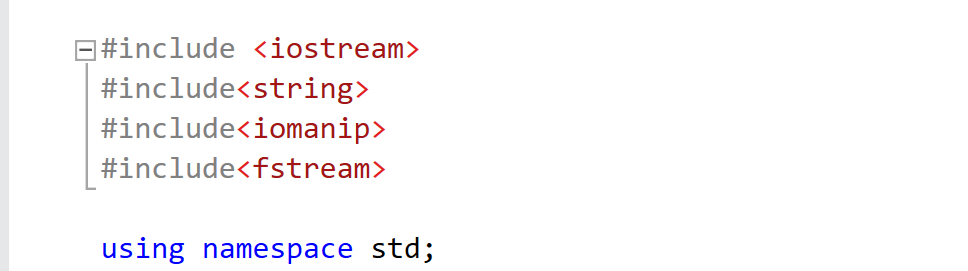 #include <iostream>
#include<string>
#include<iomanip>
#include<fstream>
using namespace std;